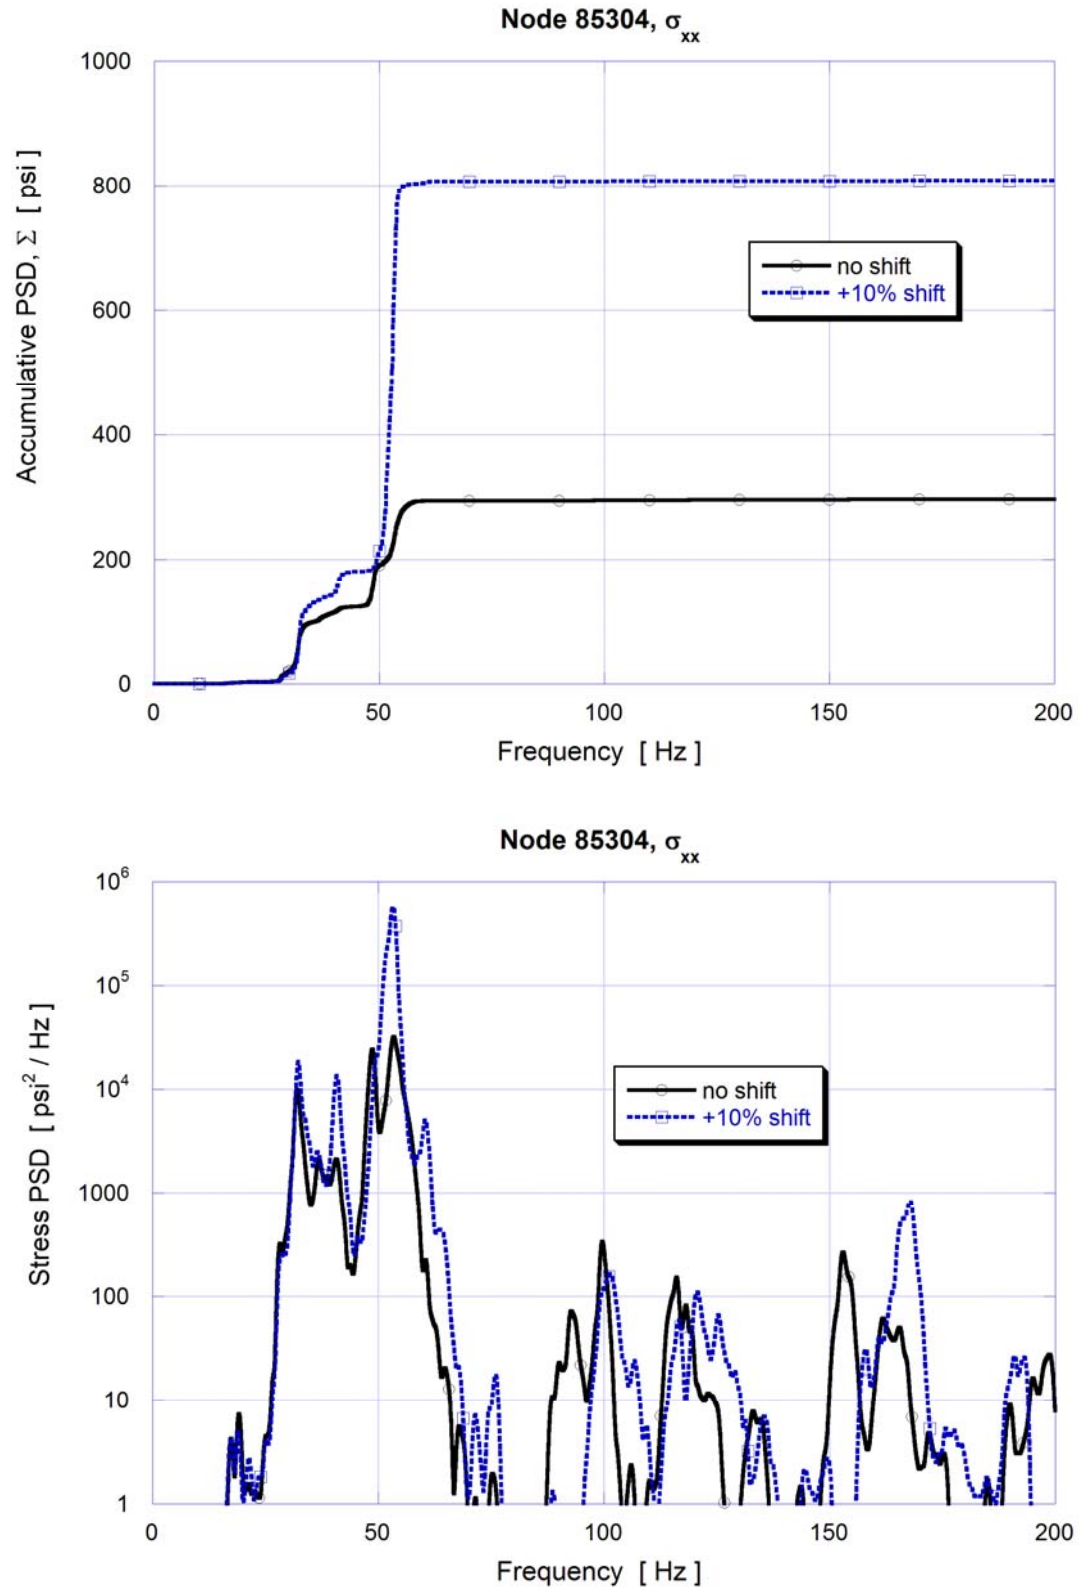 Node 85304, σxx
1000
800
600
400
200
0
Accumulative PSD, Σ [ psi ]
no shift
+10% shift
0 50 100 150 200
Frequency [ Hz ]
Node 85304, σxx
10^6
10^5
10^4
1000
100
10
1
Stress PSD [ psi^2 / Hz ]
no shift
+10% shift
0 50 100 150 200
Frequency [ Hz ]